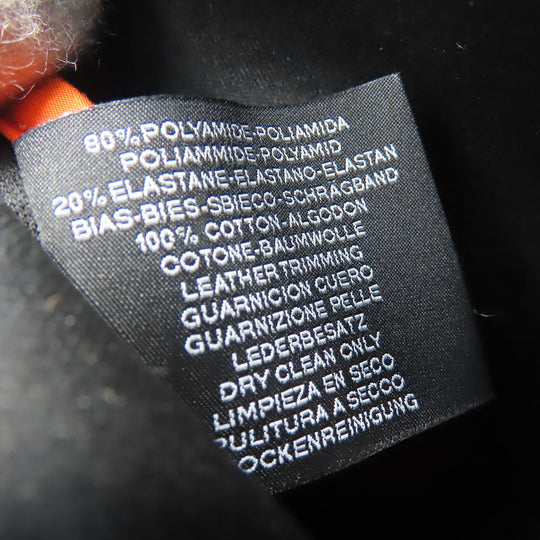 80% POLYAMIDE-POLIAMIDA
POLIAMMIDE-POLYAMID
20% ELASTANE-ELASTANO-ELASTAN
BIAS-BIES-SBIECO-SCHRAGBAND
100% COTTON-ALGODON
COTONE-BAUMWOLLE
LEATHER TRIMMING
GUARNICION CUERO
GUARNIZIONE PELLE
LEDERBESATZ
DRY CLEAN ONLY
LIMPIEZA EN SECO
PULITURA A SECCO
OCKENREINIGUNG